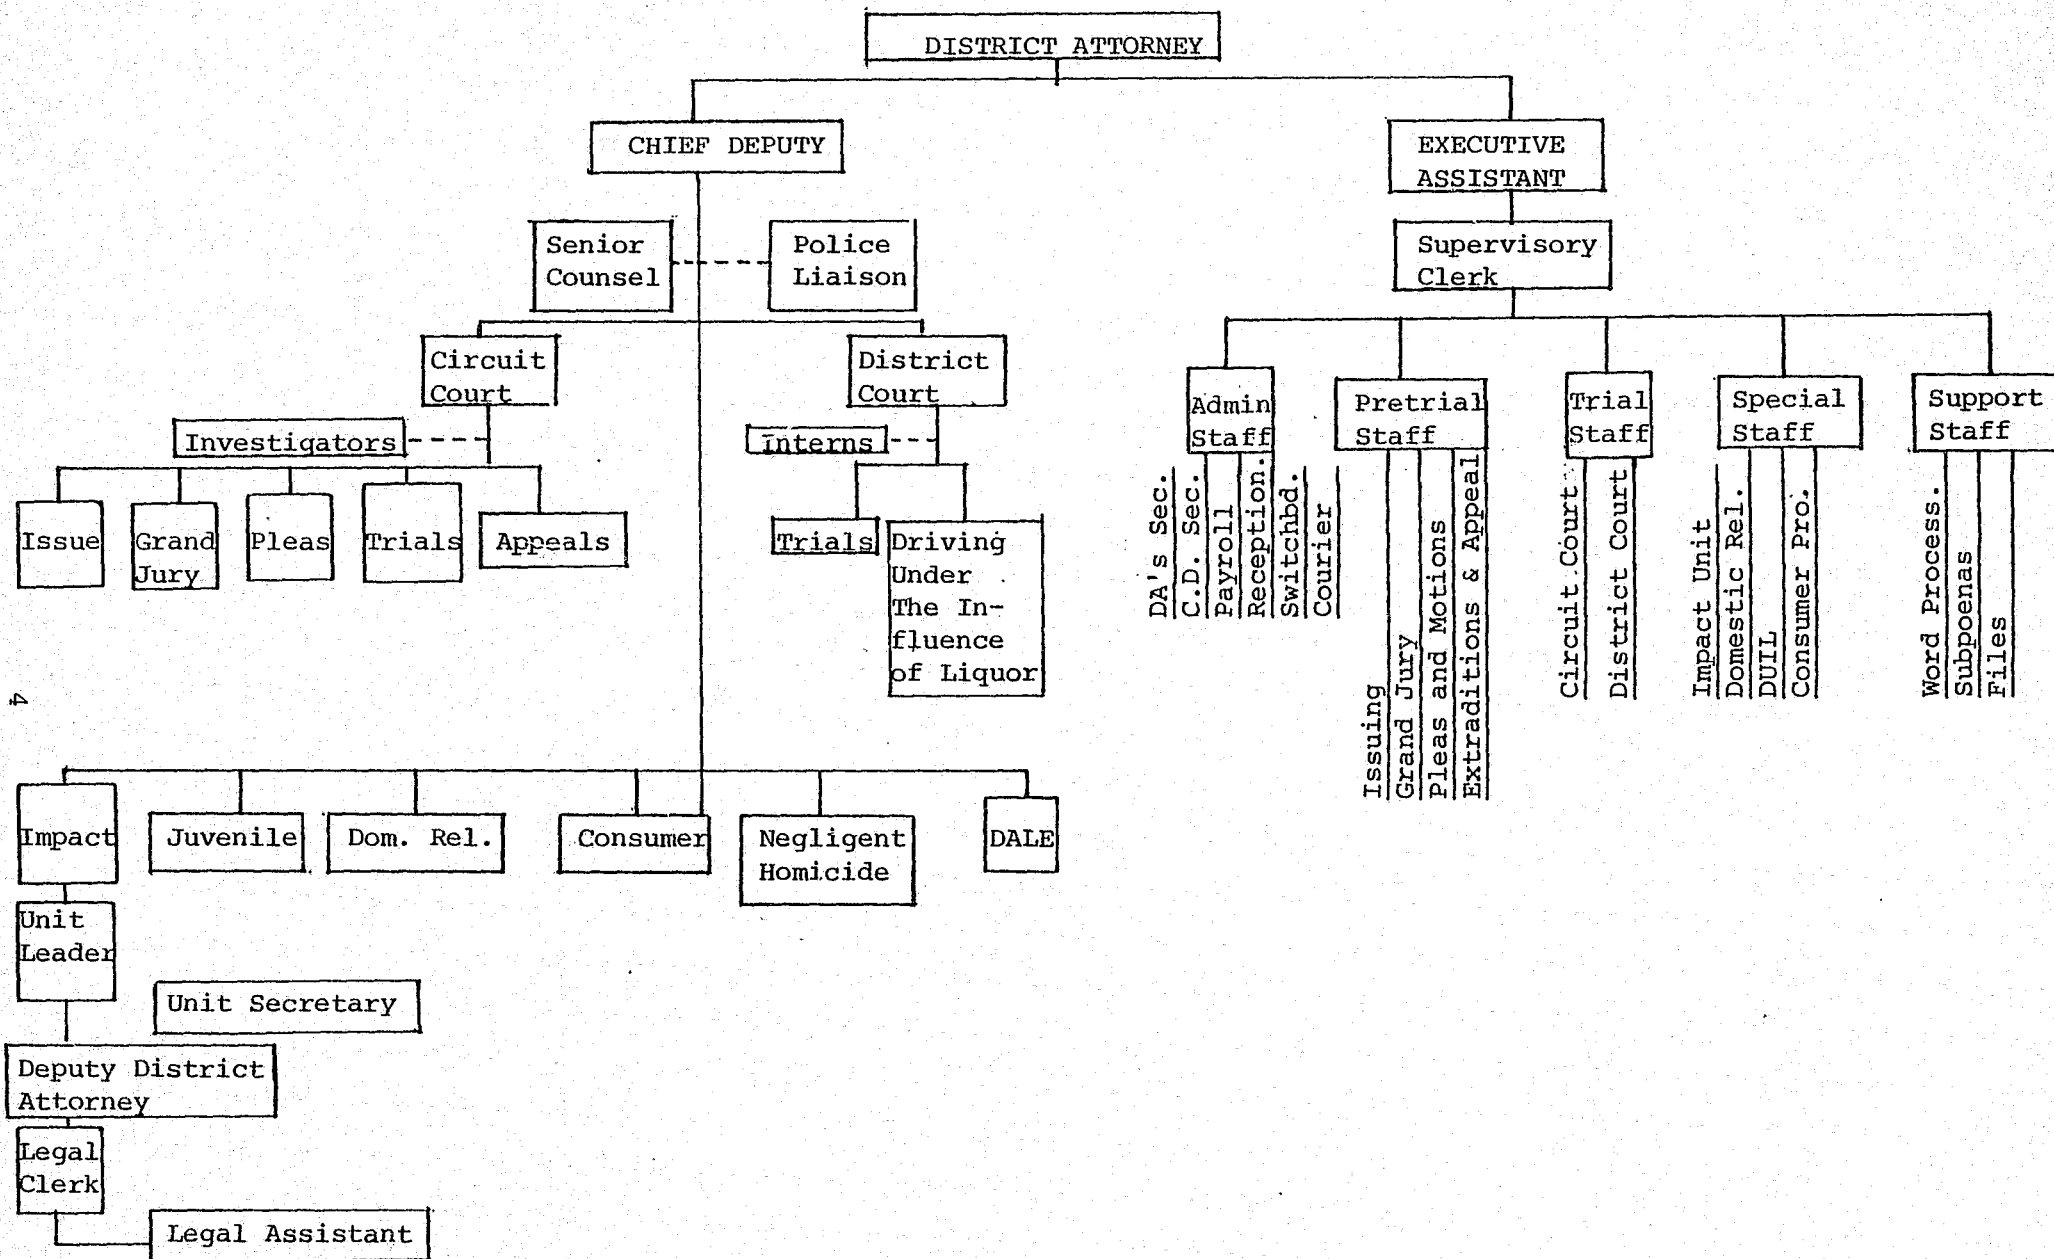 DISTRICT ATTORNEY
CHIEF DEPUTY
EXECUTIVE
ASSISTANT
Senior
Counsel
Police
Liaison
Supervisory
Clerk
Circuit
Court
District
Court
Investigators
Interns
Admin
Staff
Pretrial
Staff
Trial
Staff
Special
Staff
Support
Staff
Issue
Grand
Jury
Pleas
Trials
Appeals
Trials
Driving
Under
The In-
fluence
of Liquor
DA's Sec.
C.D. Sec.
Payroll
Reception.
Switchbd.
Courier
Issuing
Grand Jury
Pleas and Motions
Extraditions & Appeal
Circuit Court
District Court
Impact Unit
Domestic Rel.
DUIL
Consumer Pro.
Word Process.
Subpoenas
Files
4
Impact
Juvenile
Dom. Rel.
Consumer
Negligent
Homicide
DALE
Unit
Leader
Unit Secretary
Deputy District
Attorney
Legal
Clerk
Legal Assistant